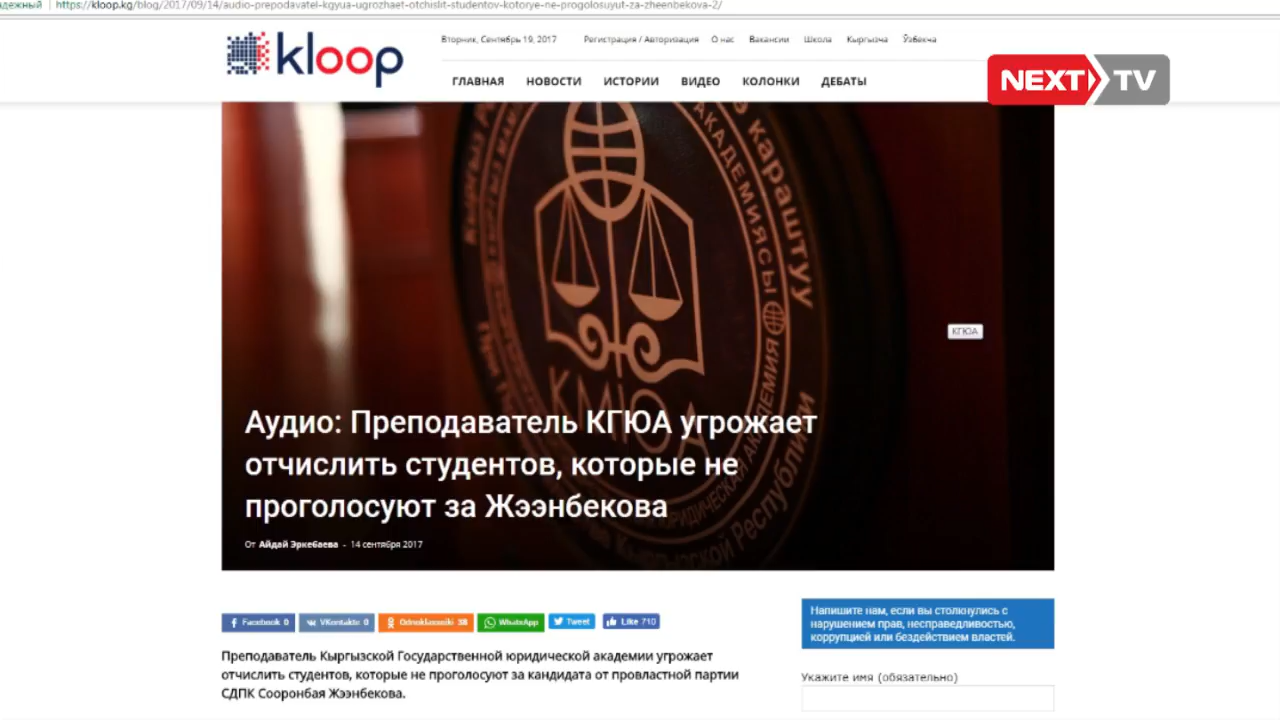 https://kloop.kg/blog/2017/09/14/audio-prepodavatel-kgyua-ugrozhaet-otchislit-studentov-kotorye-ne-progolosuyut-za-zheenbekova-2/
kloop
Вторник, Сентябрь 19, 2017
Регистрация / Авторизация О нас Вакансии Школа Кыргызча Ўзбекча
ГЛАВНАЯ НОВОСТИ ИСТОРИИ ВИДЕО КОЛОНКИ ДЕБАТЫ
NEXT TV
караштуу
АКАДЕМИЯСЫ
КМЮА
Кыргызской Республики
КГЮА
Аудио: Преподаватель КГЮА угрожает
отчислить студентов, которые не
проголосуют за Жээнбекова
От Айдай Эркебаева - 14 сентября 2017
Facebook 0 VKontakte 0 Odnoklassniki 38 WhatsApp Tweet Like 710
Преподаватель Кыргызской Государственной юридической академии угрожает
отчислить студентов, которые не проголосуют за кандидата от провластной партии
СДПК Сооронбая Жээнбекова.
Напишите нам, если вы столкнулись с
нарушением прав, несправедливостью,
коррупцией или бездействием властей.
Укажите имя (обязательно)